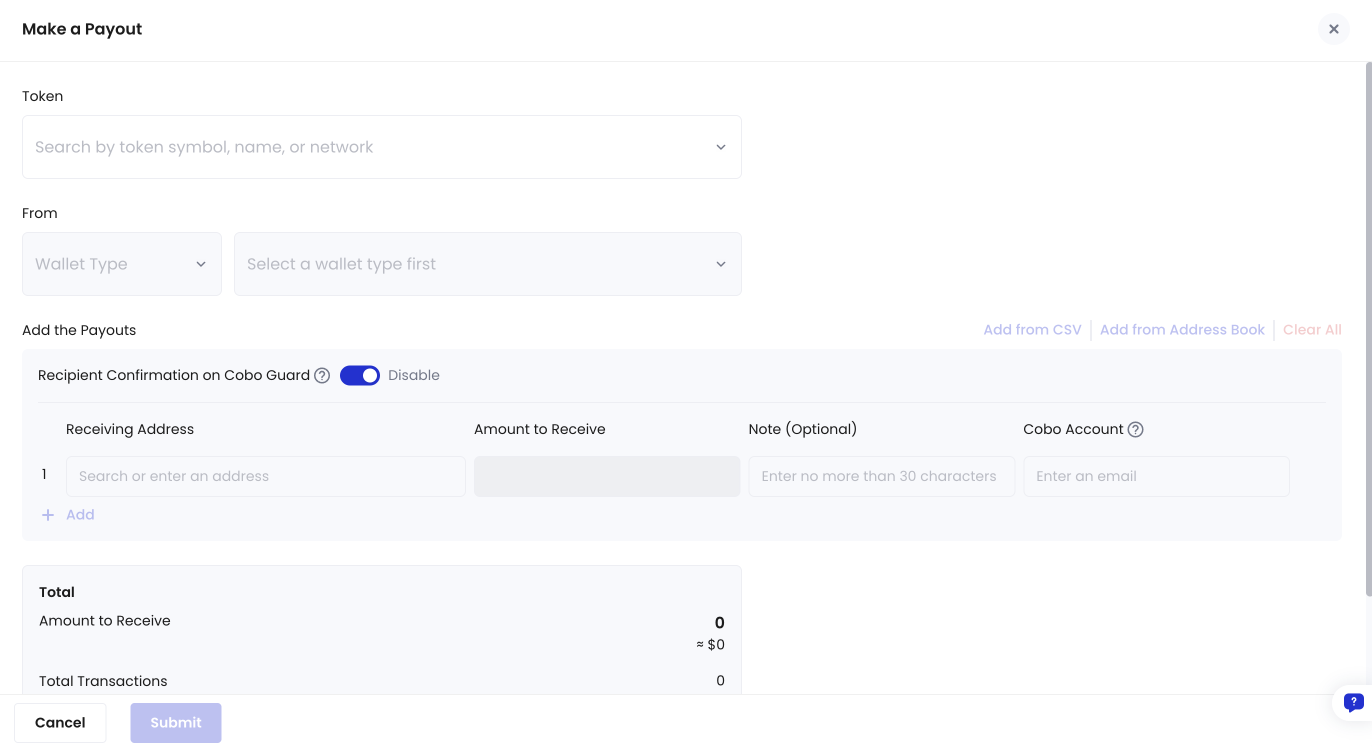 Make a Payout
Token
Search by token symbol, name, or network
From
Wallet Type
Select a wallet type first
Add the Payouts
Add from CSV
Add from Address Book
Clear All
Recipient Confirmation on Cobo Guard ?
Disable
Receiving Address
Amount to Receive
Note (Optional)
Cobo Account ?
1
Search or enter an address
Enter no more than 30 characters
Enter an email
+ Add
Total
Amount to Receive
0
≈ $0
Total Transactions
0
Cancel
Submit
?